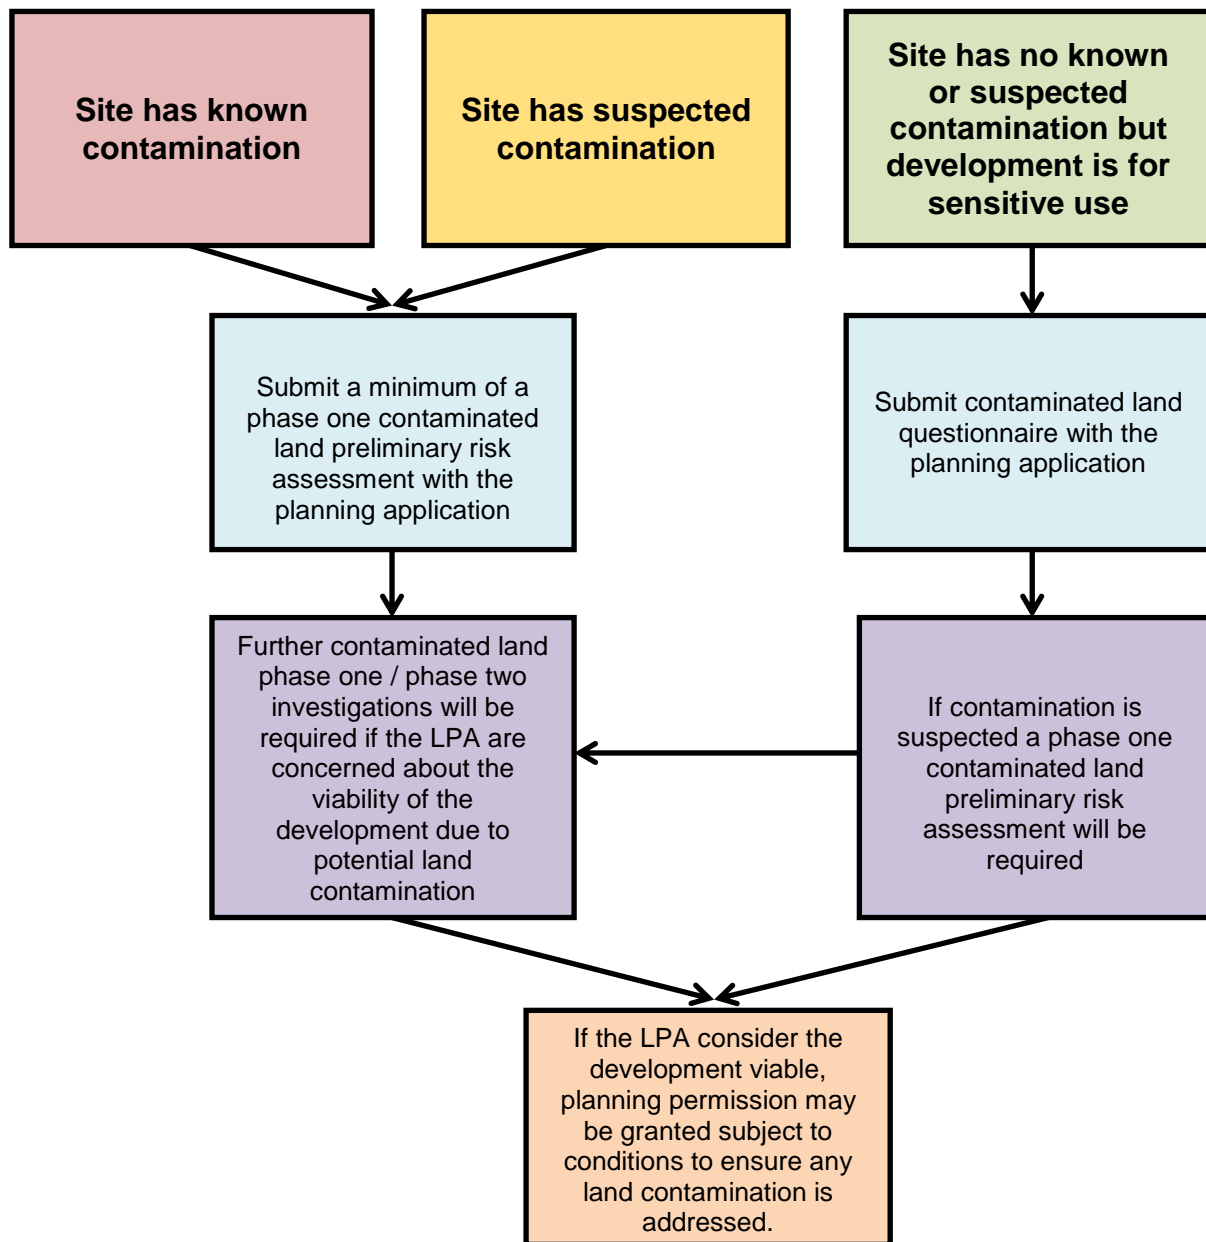 Site has known
contamination
Site has suspected
contamination
Site has no known
or suspected
contamination but
development is for
sensitive use
Submit a minimum of a
phase one contaminated
land preliminary risk
assessment with the
planning application
Submit contaminated land
questionnaire with the
planning application
Further contaminated land
phase one / phase two
investigations will be
required if the LPA are
concerned about the
viability of the
development due to
potential land
contamination
If contamination is
suspected a phase one
contaminated land
preliminary risk
assessment will be
required
If the LPA consider the
development viable,
planning permission may
be granted subject to
conditions to ensure any
land contamination is
addressed.